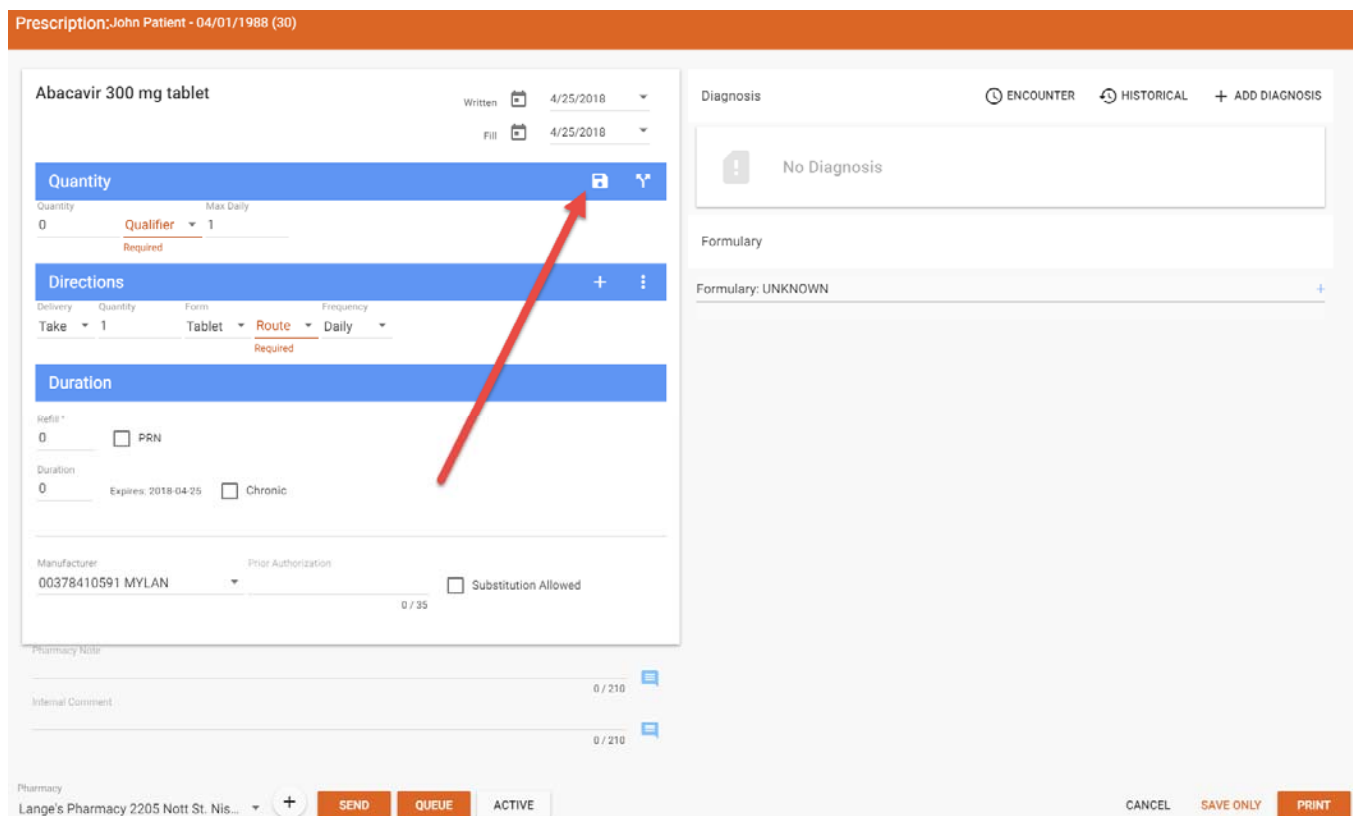 Prescription:John Patient - 04/01/1988 (30)
Abacavir 300 mg tablet
Written 4/25/2018
Fill 4/25/2018
Quantity
Quantity Max Daily
0 Qualifier 1
Required
Directions
Delivery Quantity Form Frequency
Take 1 Tablet Route Daily
Required
Duration
Refill *
0 PRN
Duration
0 Expires: 2018-04-25 Chronic
Manufacturer Prior Authorization
00378410591 MYLAN Substitution Allowed
0 / 35
Pharmacy Note
0 / 210
Internal Comment
0 / 210
Diagnosis ENCOUNTER HISTORICAL + ADD DIAGNOSIS
No Diagnosis
Formulary
Formulary: UNKNOWN +
Pharmacy
Lange's Pharmacy 2205 Nott St. Nis... + SEND QUEUE ACTIVE CANCEL SAVE ONLY PRINT